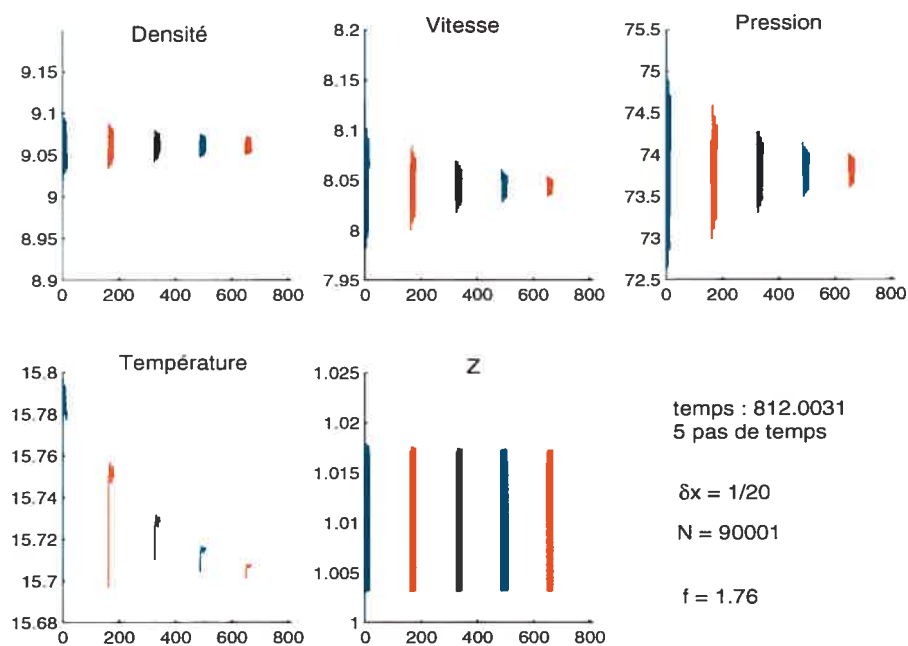 Densité
9.15
9.1
9.05
9
8.95
8.9
0 200 400 600 800
Vitesse
8.2
8.15
8.1
8.05
8
7.95
0 200 400 600 800
Pression
75.5
75
74.5
74
73.5
73
72.5
0 200 400 600 800
Température
15.8
15.78
15.76
15.74
15.72
15.7
15.68
0 200 400 600 800
Z
1.025
1.02
1.015
1.01
1.005
1
0 200 400 600 800
temps : 812.0031
5 pas de temps
δx = 1/20
N = 90001
f = 1.76